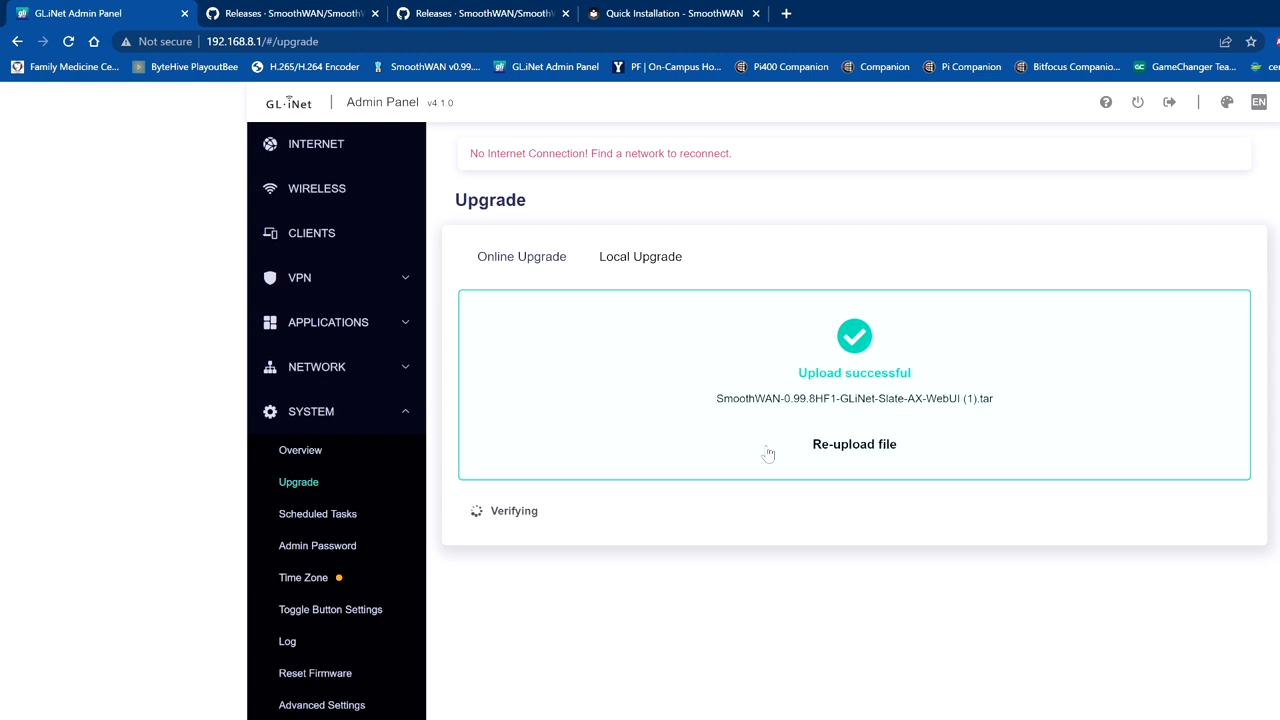 GL.iNet Admin Panel
Releases · SmoothWAN/Smooth
Releases · SmoothWAN/Smooth
Quick Installation - SmoothWAN
Not secure
192.168.8.1/#/upgrade
Family Medicine Ce...
ByteHive PlayoutBee
H.265/H.264 Encoder
SmoothWAN v0.99....
GL.iNet Admin Panel
PF | On-Campus Ho...
Pi400 Companion
Companion
Pi Companion
Bitfocus Companio...
GameChanger Tea...
GL·iNet
Admin Panel v4.1.0
EN
INTERNET
WIRELESS
CLIENTS
VPN
APPLICATIONS
NETWORK
SYSTEM
Overview
Upgrade
Scheduled Tasks
Admin Password
Time Zone
Toggle Button Settings
Log
Reset Firmware
Advanced Settings
No Internet Connection! Find a network to reconnect.
Upgrade
Online Upgrade
Local Upgrade
Upload successful
SmoothWAN-0.99.8HF1-GLiNet-Slate-AX-WebUI (1).tar
Re-upload file
Verifying